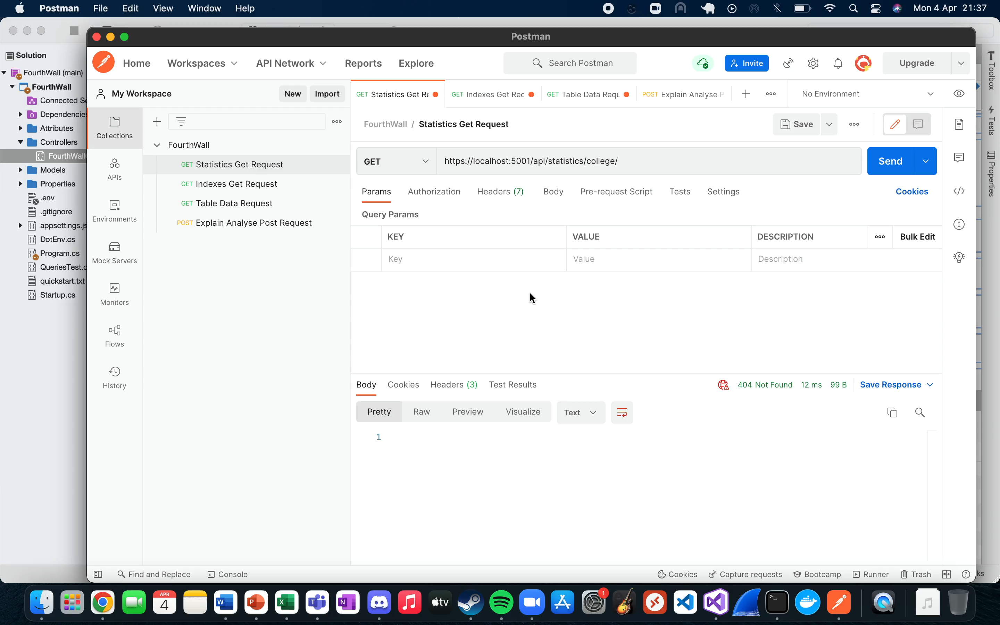 Postman File Edit View Window Help Mon 4 Apr 21:37
Postman
Solution
FourthWall (main)
FourthWall
Connected Se
Dependencies
Attributes
Controllers
FourthWall
Models
Properties
.env
.gitignore
appsettings.js
DotEnv.cs
Program.cs
QueriesTest.c
quickstart.txt
Startup.cs
Home Workspaces API Network Reports Explore Search Postman Invite Upgrade
My Workspace New Import
GET Statistics Get Re GET Indexes Get Req GET Table Data Requ POST Explain Analyse P No Environment
Collections
APIs
Environments
Mock Servers
Monitors
Flows
History
FourthWall
GET Statistics Get Request
GET Indexes Get Request
GET Table Data Request
POST Explain Analyse Post Request
FourthWall / Statistics Get Request Save
GET https://localhost:5001/api/statistics/college/ Send
Params Authorization Headers (7) Body Pre-request Script Tests Settings Cookies
Query Params
KEY VALUE DESCRIPTION Bulk Edit
Key Value Description
Body Cookies Headers (3) Test Results 404 Not Found 12 ms 99 B Save Response
Pretty Raw Preview Visualize Text
1
Toolbox
Tests
Properties
Find and Replace Console Cookies Capture requests Bootcamp Runner Trash ks
APR
4
W
P
X
T
N
tv
1
>_